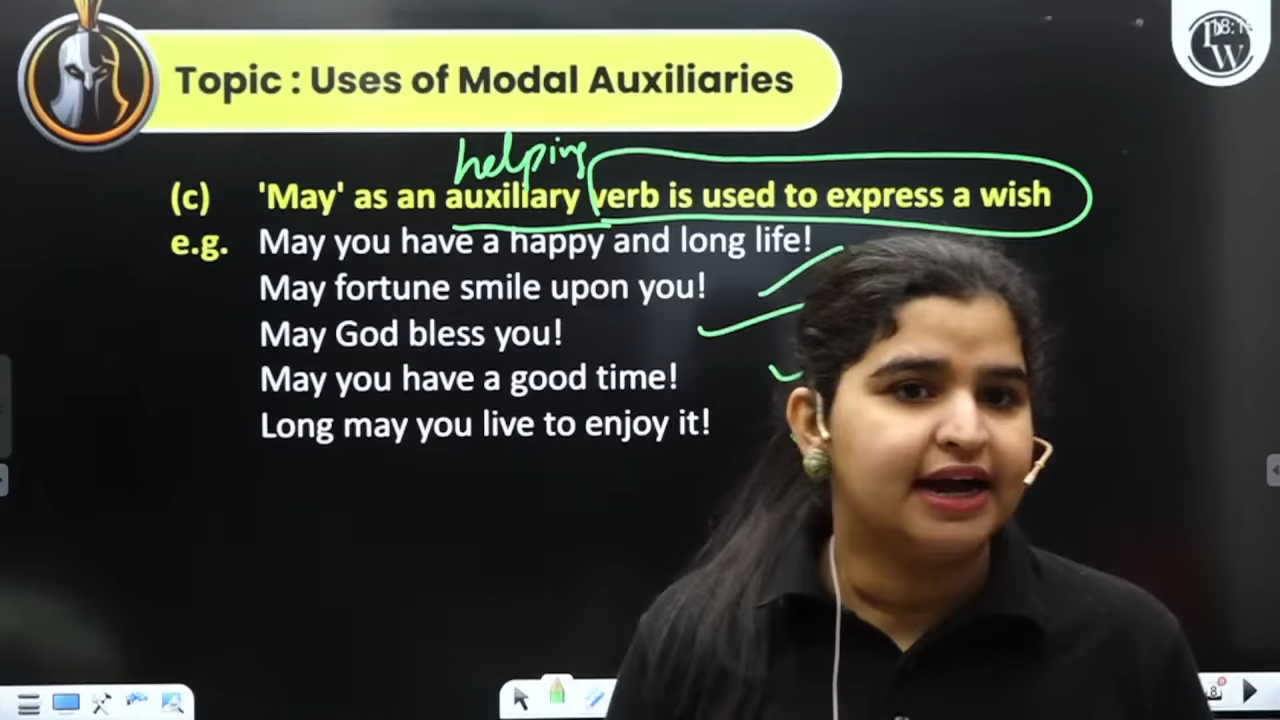 Topic : Uses of Modal Auxiliaries
helping
(c) 'May' as an auxiliary verb is used to express a wish
e.g. May you have a happy and long life!
May fortune smile upon you!
May God bless you!
May you have a good time!
Long may you live to enjoy it!
PW